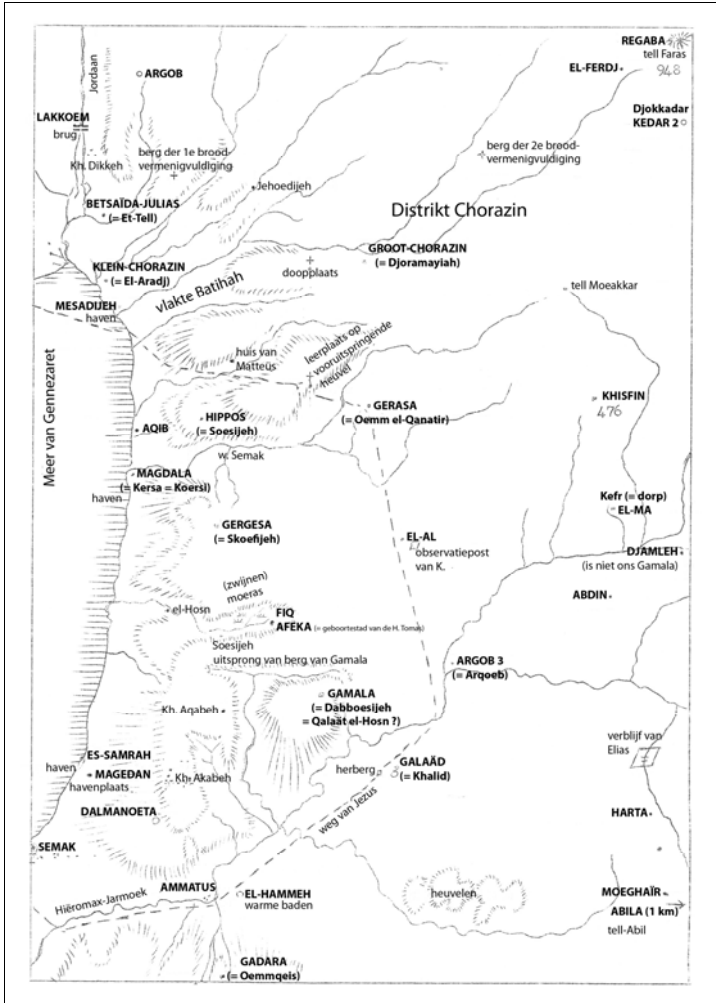 REGABA
tell Faras
948
EL-FERDJ
ARGOB
Jordaan
Djokkadar
KEDAR 2
LAKKOEM
brug
Kh. Dikkeh
berg der 1e brood-
vermenigvuldiging
berg der 2e brood-
vermenigvuldiging
Jehoedijeh
BETSAÏDA-JULIAS
(= Et-Tell)
Distrikt Chorazin
GROOT-CHORAZIN
(= Djoramayiah)
KLEIN-CHORAZIN
(= El-Aradj)
doopplaats
tell Moeakkar
MESADIJEH
haven
vlakte Batihah
huis van
Matteüs
leerplaats op
vooruitspringende
heuvel
Meer van Gennezaret
KHISFIN
476
HIPPOS
(= Soesijeh)
GERASA
(= Oemm el-Qanatir)
AQIB
w. Semak
MAGDALA
(= Kersa = Koersi)
haven
Kefr (= dorp)
EL-MA
GERGESA
(= Skoefijeh)
EL-AL
observatiepost
van K.
DJAMLEH
(is niet ons Gamala)
(zwijnen)
moeras
ABDIN
el-Hosn
FIQ
AFEKA (= geboortestad van de H. Tomas)
Soesijeh
uitsprong van berg van Gamala
ARGOB 3
(= Arqoeb)
GAMALA
(= Dabboesijeh
= Qalaät el-Hosn ?)
Kh. Aqabeh
verblijf van
Elias
ES-SAMRAH
haven
MAGEDAN
havenplaats
Kh. Akabeh
herberg
GALAÄD
(= Khalid)
3
DALMANOETA
weg van Jezus
HARTA
SEMAK
AMMATUS
EL-HAMMEH
warme baden
heuvelen
MOEGHAÏR
Hiëromax-Jarmoek
ABILA (1 km)
tell-Abil
GADARA
(= Oemmqeis)